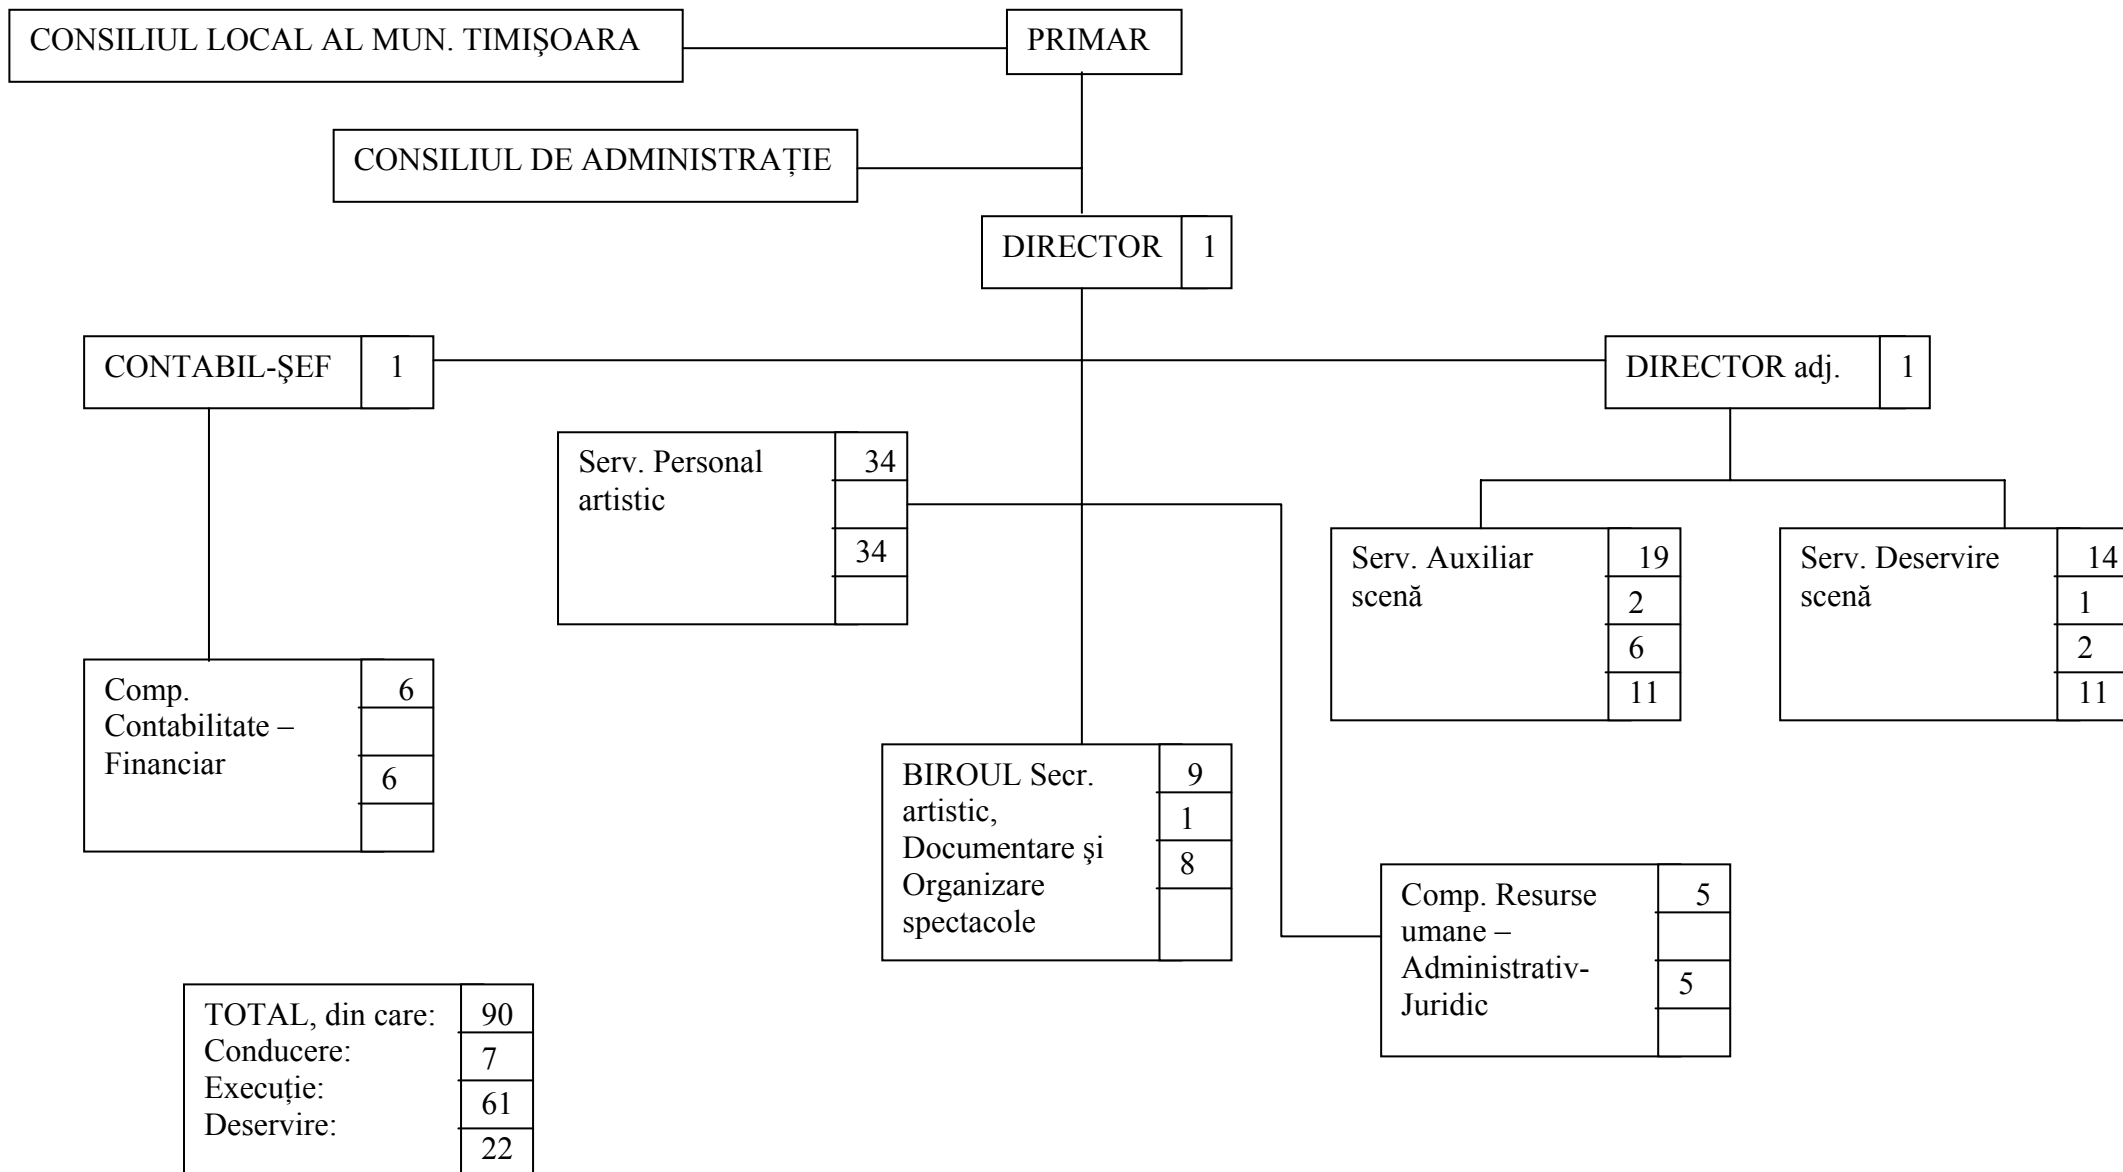 CONSILIUL LOCAL AL MUN. TIMIŞOARA
PRIMAR
CONSILIUL DE ADMINISTRAȚIE
DIRECTOR 1
CONTABIL-ŞEF 1
DIRECTOR adj. 1
Serv. Personal
artistic
34
34
Serv. Auxiliar
scenă
19
2
6
11
Serv. Deservire
scenă
14
1
2
11
Comp.
Contabilitate –
Financiar
6
6
BIROUL Secr.
artistic,
Documentare şi
Organizare
spectacole
9
1
8
Comp. Resurse
umane –
Administrativ-
Juridic
5
5
TOTAL, din care: 90
Conducere: 7
Execuție: 61
Deservire: 22